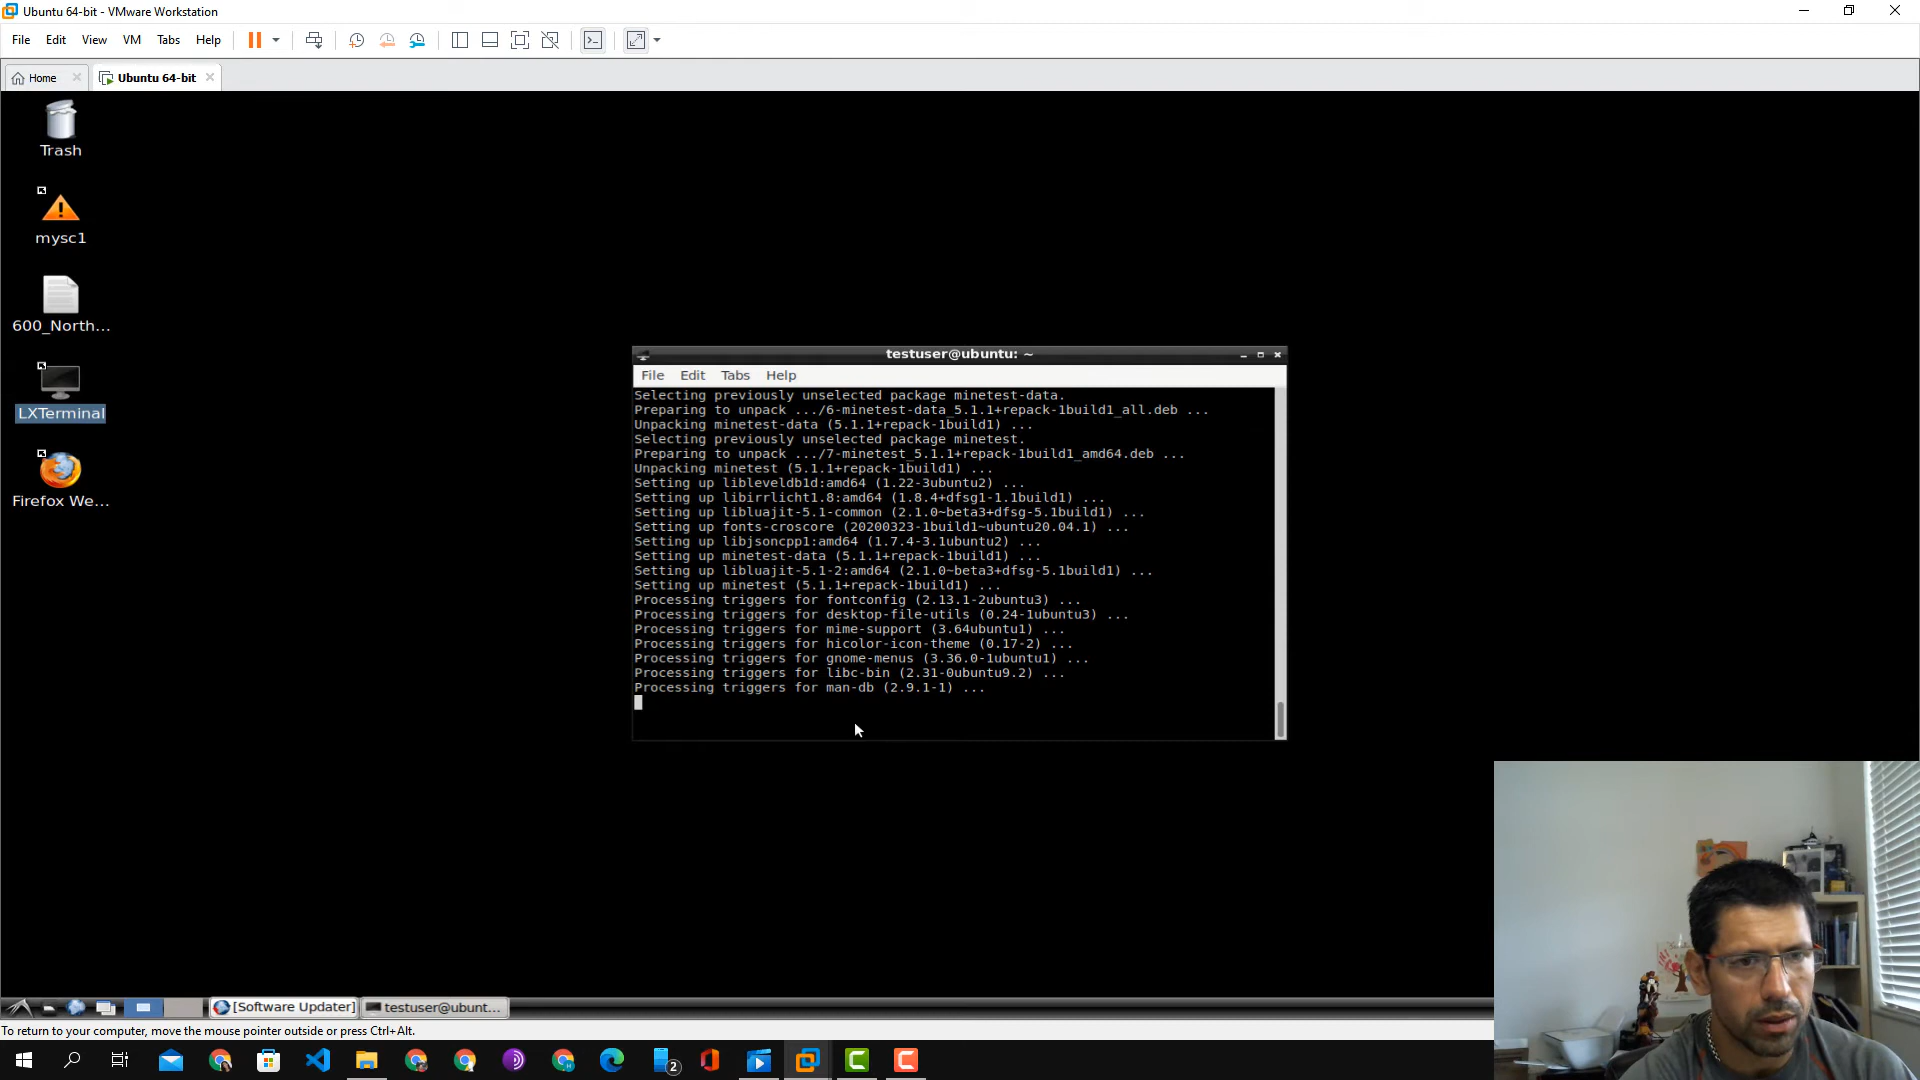 Ubuntu 64-bit - VMware Workstation
File Edit View VM Tabs Help
Home
Ubuntu 64-bit
Trash
mysc1
600_North...
LXTerminal
Firefox We...
testuser@ubuntu: ~
File Edit Tabs Help
Selecting previously unselected package minetest-data.
Preparing to unpack .../6-minetest-data_5.1.1+repack-1build1_all.deb ...
Unpacking minetest-data (5.1.1+repack-1build1) ...
Selecting previously unselected package minetest.
Preparing to unpack .../7-minetest_5.1.1+repack-1build1_amd64.deb ...
Unpacking minetest (5.1.1+repack-1build1) ...
Setting up libleveldb1d:amd64 (1.22-3ubuntu2) ...
Setting up libirrlicht1.8:amd64 (1.8.4+dfsg1-1.1build1) ...
Setting up libluajit-5.1-common (2.1.0~beta3+dfsg-5.1build1) ...
Setting up fonts-croscore (20200323-1build1~ubuntu20.04.1) ...
Setting up libjsoncpp1:amd64 (1.7.4-3.1ubuntu2) ...
Setting up minetest-data (5.1.1+repack-1build1) ...
Setting up libluajit-5.1-2:amd64 (2.1.0~beta3+dfsg-5.1build1) ...
Setting up minetest (5.1.1+repack-1build1) ...
Processing triggers for fontconfig (2.13.1-2ubuntu3) ...
Processing triggers for desktop-file-utils (0.24-1ubuntu3) ...
Processing triggers for mime-support (3.64ubuntu1) ...
Processing triggers for hicolor-icon-theme (0.17-2) ...
Processing triggers for gnome-menus (3.36.0-1ubuntu1) ...
Processing triggers for libc-bin (2.31-0ubuntu9.2) ...
Processing triggers for man-db (2.9.1-1) ...
[Software Updater]
testuser@ubunt...
To return to your computer, move the mouse pointer outside or press Ctrl+Alt.
2